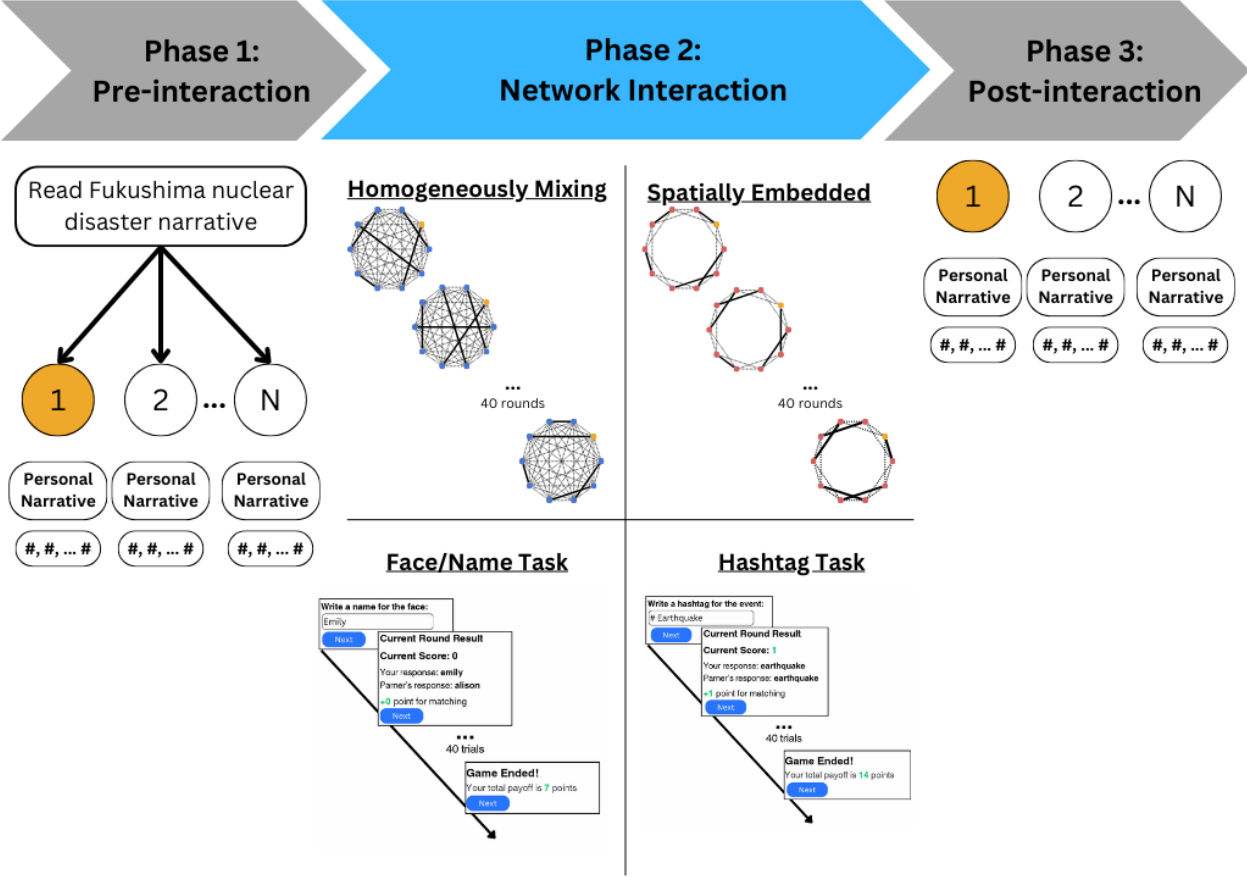 Phase 1:
Pre-interaction
Phase 2:
Network Interaction
Phase 3:
Post-interaction
Read Fukushima nuclear
disaster narrative
1
2
...
N
Personal
Narrative
Personal
Narrative
Personal
Narrative
#, #, ... #
#, #, ... #
#, #, ... #
Homogeneously Mixing
...
40 rounds
Spatially Embedded
...
40 rounds
Face/Name Task
Write a name for the face:
Emily
Next
Current Round Result
Current Score: 0
Your response: emily
Parner's response: alison
+0 point for matching
Next
...
40 trials
Game Ended!
Your total payoff is 7 points
Next
Hashtag Task
Write a hashtag for the event:
# Earthquake
Next
Current Round Result
Current Score: 1
Your response: earthquake
Parner's response: earthquake
+1 point for matching
Next
...
40 trials
Game Ended!
Your total payoff is 14 points
Next
1
2
...
N
Personal
Narrative
Personal
Narrative
Personal
Narrative
#, #, ... #
#, #, ... #
#, #, ... #